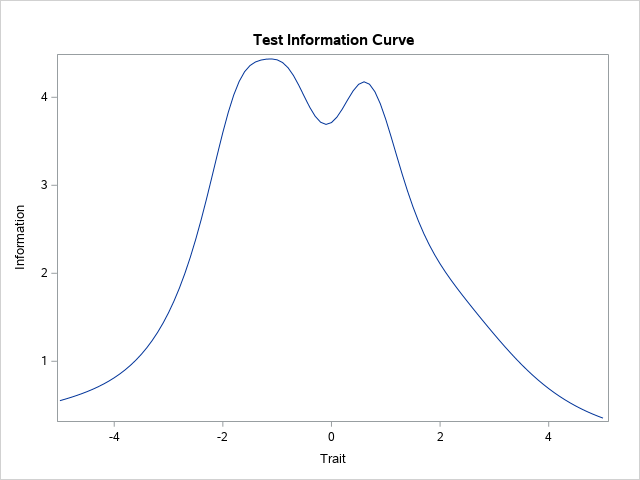 Test Information Curve
4
3
2
1
Information
-4 -2 0 2 4
Trait